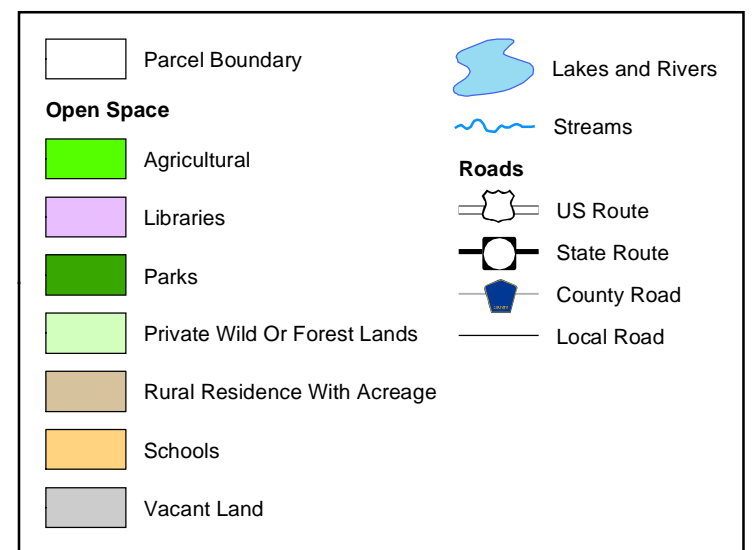 Parcel Boundary
Open Space
Agricultural
Libraries
Parks
Private Wild Or Forest Lands
Rural Residence With Acreage
Schools
Vacant Land
Lakes and Rivers
Streams
Roads
US Route
State Route
County Road
Local Road